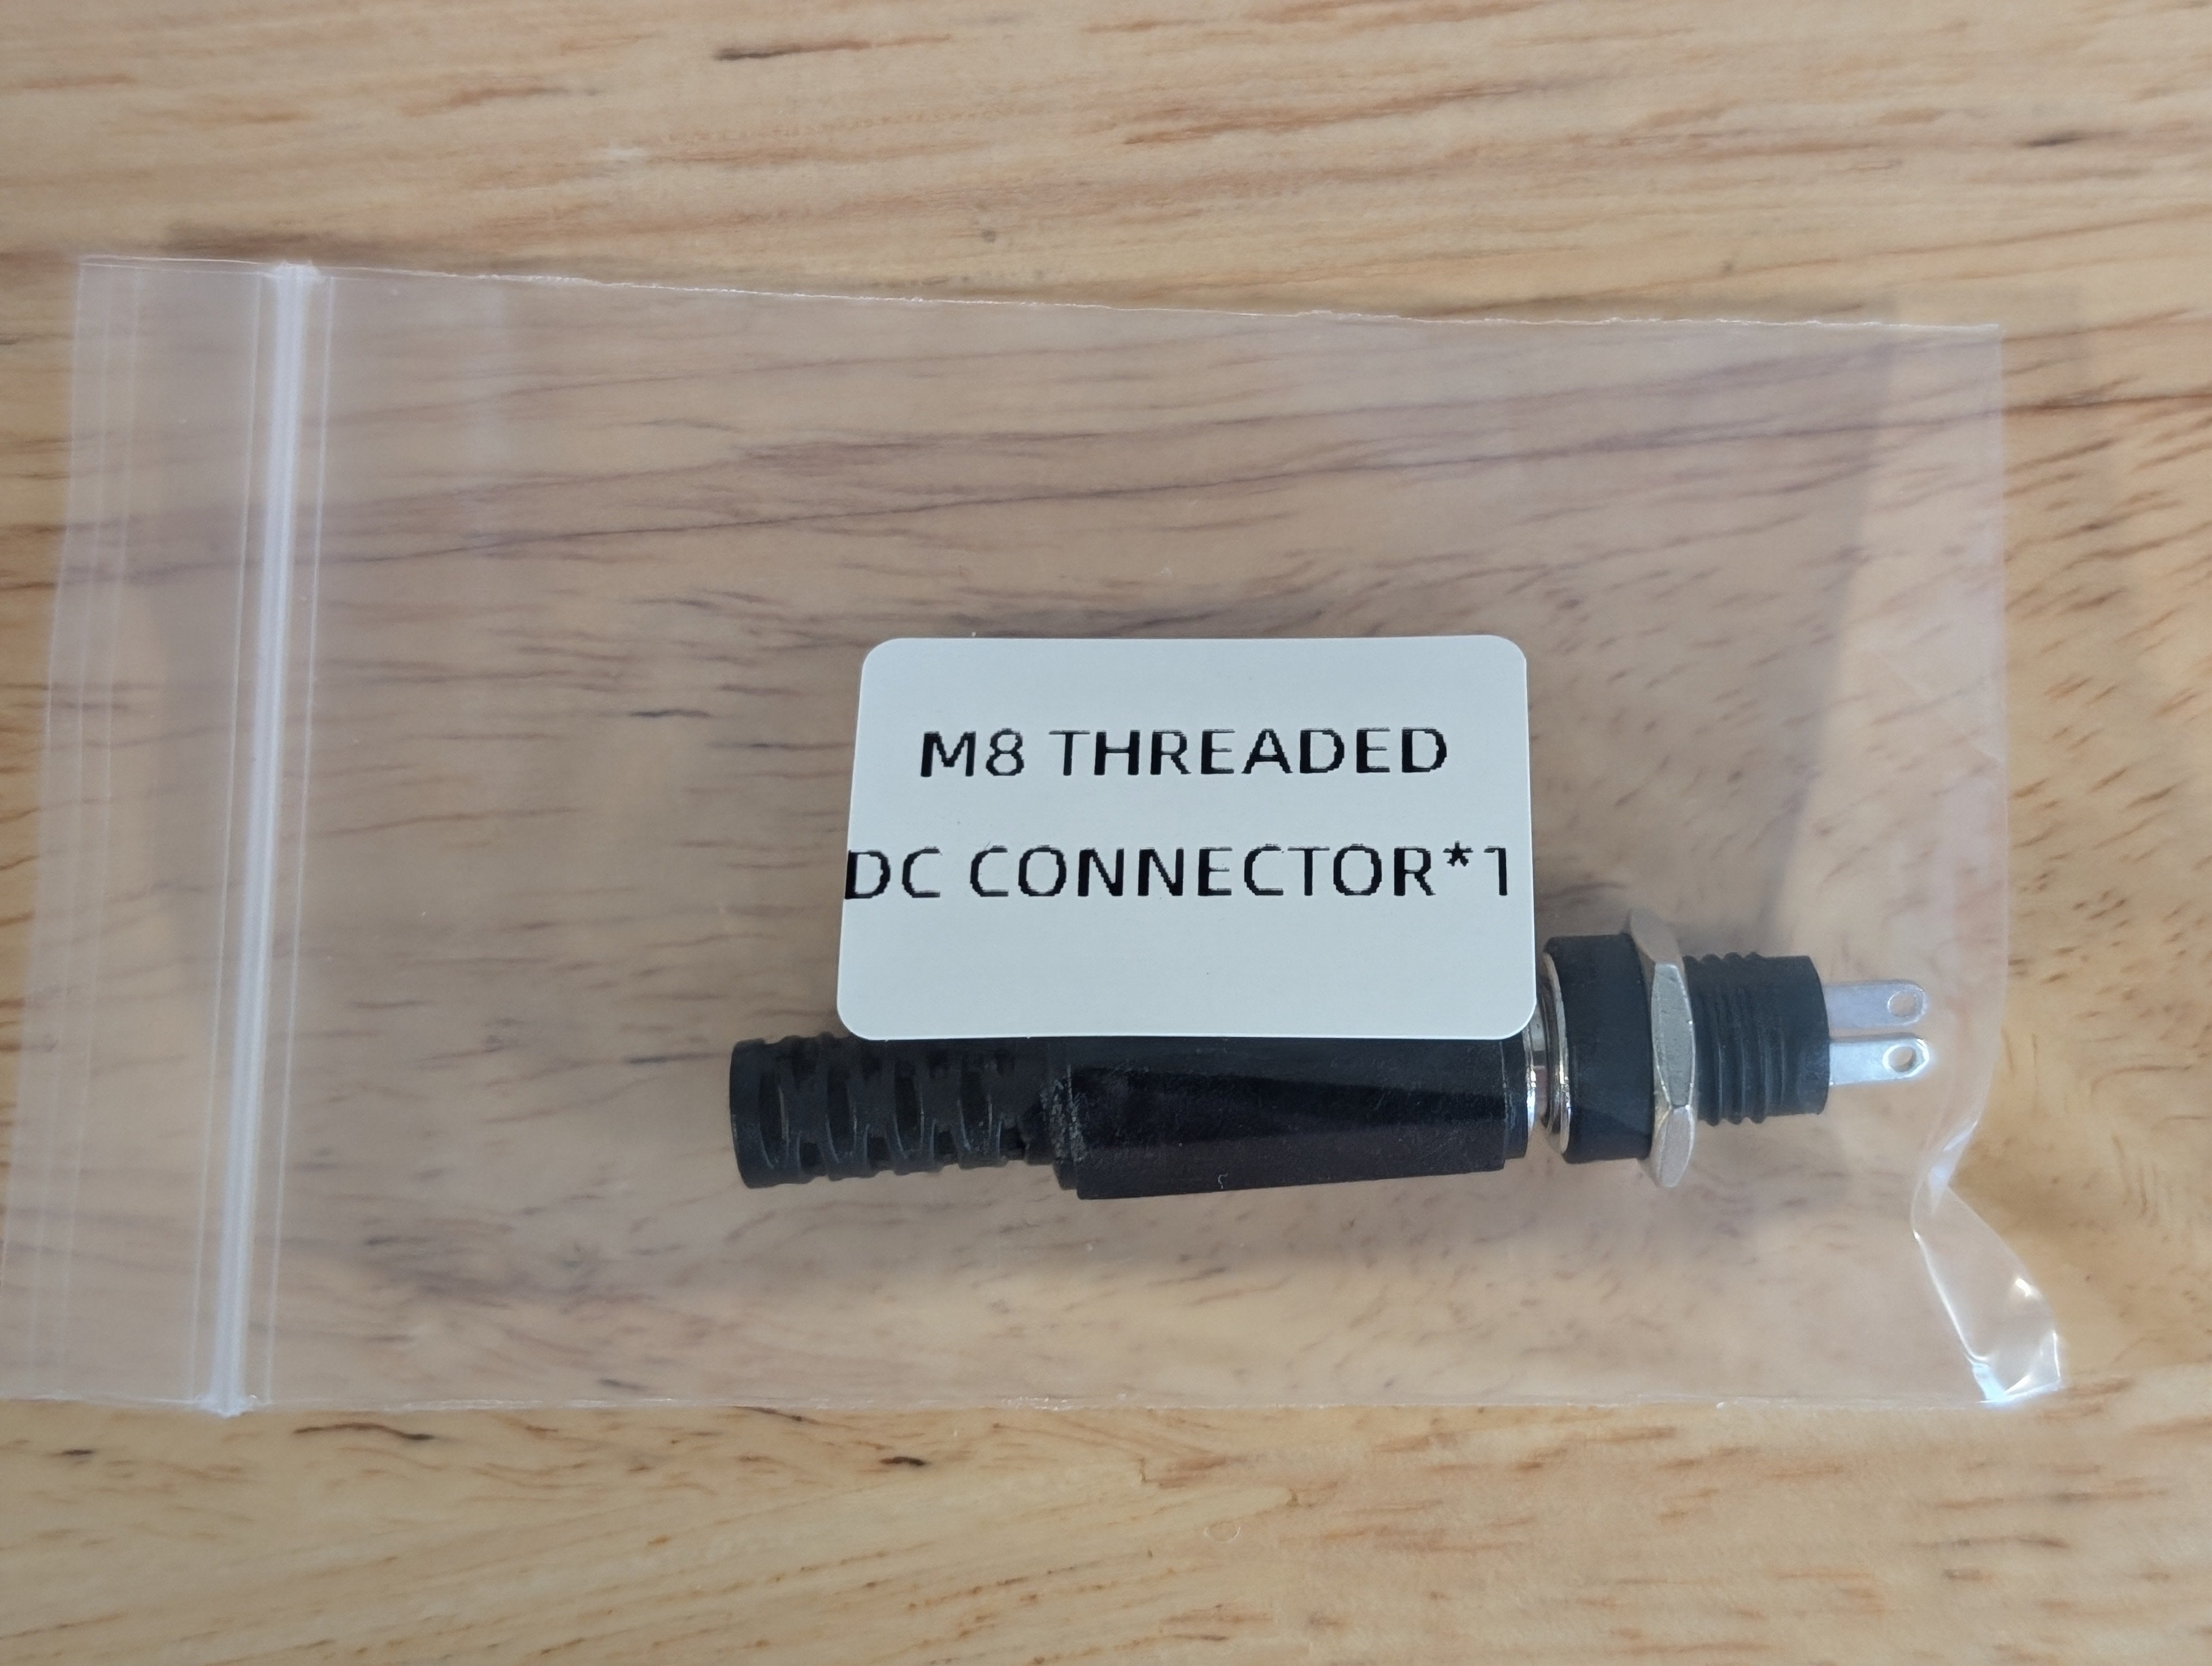 M8 THREADED
DC CONNECTOR*1